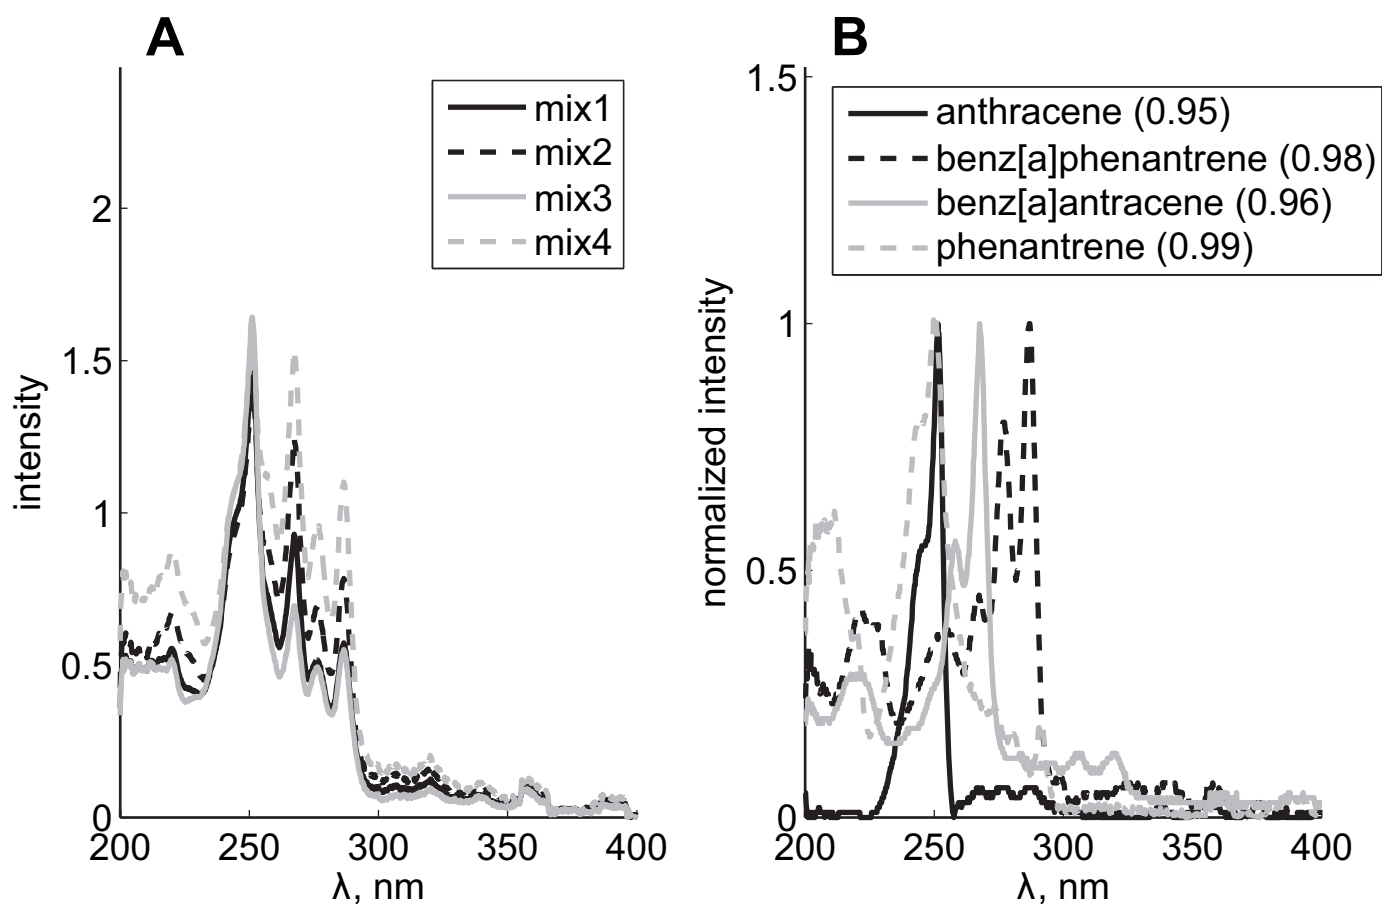 A
mix1
mix2
mix3
mix4
2
1.5
1
0.5
0
200
250
300
350
400
intensity
λ, nm
B
anthracene (0.95)
benz[a]phenantrene (0.98)
benz[a]antracene (0.96)
phenantrene (0.99)
1.5
1
0.5
0
200
250
300
350
400
normalized intensity
λ, nm